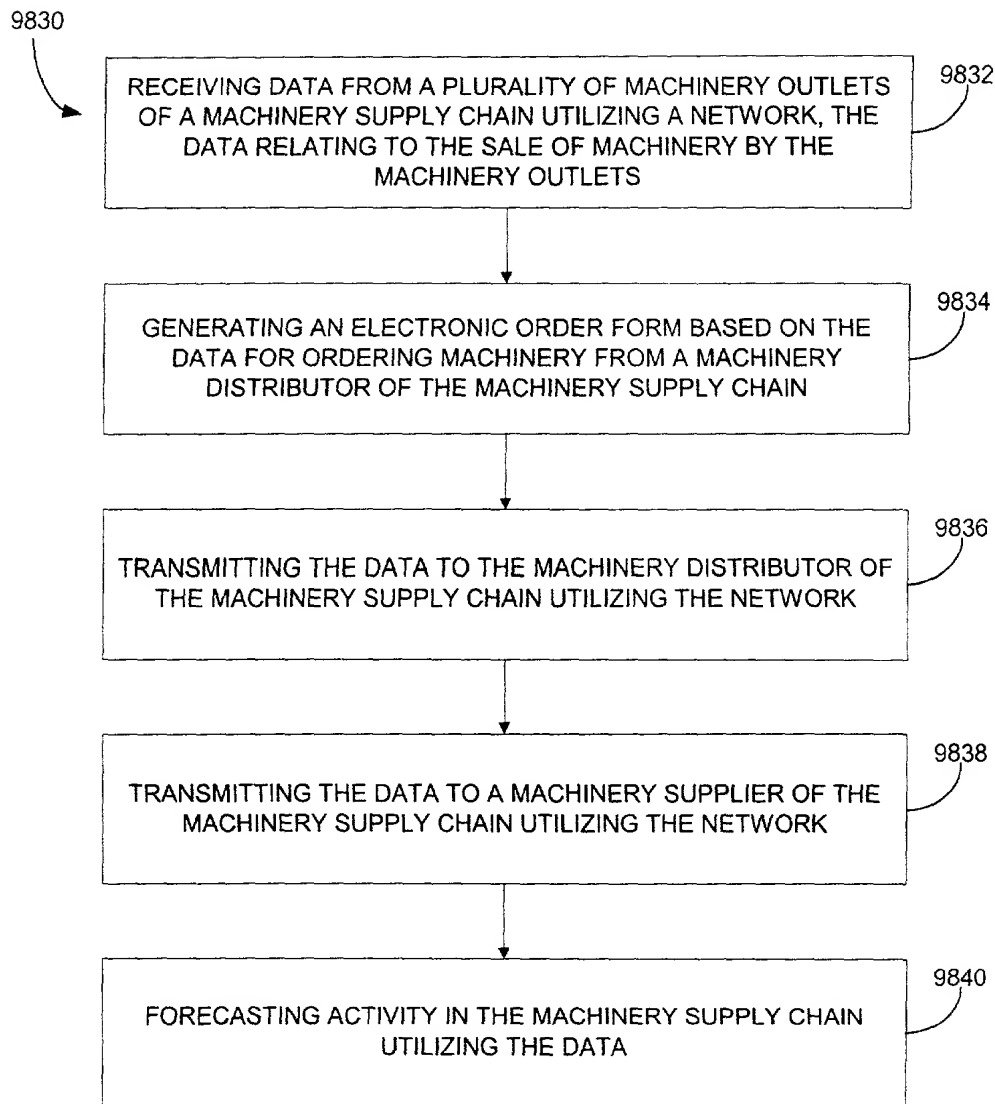 9830
RECEIVING DATA FROM A PLURALITY OF MACHINERY OUTLETS
OF A MACHINERY SUPPLY CHAIN UTILIZING A NETWORK, THE
DATA RELATING TO THE SALE OF MACHINERY BY THE
MACHINERY OUTLETS
9832
GENERATING AN ELECTRONIC ORDER FORM BASED ON THE
DATA FOR ORDERING MACHINERY FROM A MACHINERY
DISTRIBUTOR OF THE MACHINERY SUPPLY CHAIN
9834
TRANSMITTING THE DATA TO THE MACHINERY DISTRIBUTOR OF
THE MACHINERY SUPPLY CHAIN UTILIZING THE NETWORK
9836
TRANSMITTING THE DATA TO A MACHINERY SUPPLIER OF THE
MACHINERY SUPPLY CHAIN UTILIZING THE NETWORK
9838
FORECASTING ACTIVITY IN THE MACHINERY SUPPLY CHAIN
UTILIZING THE DATA
9840